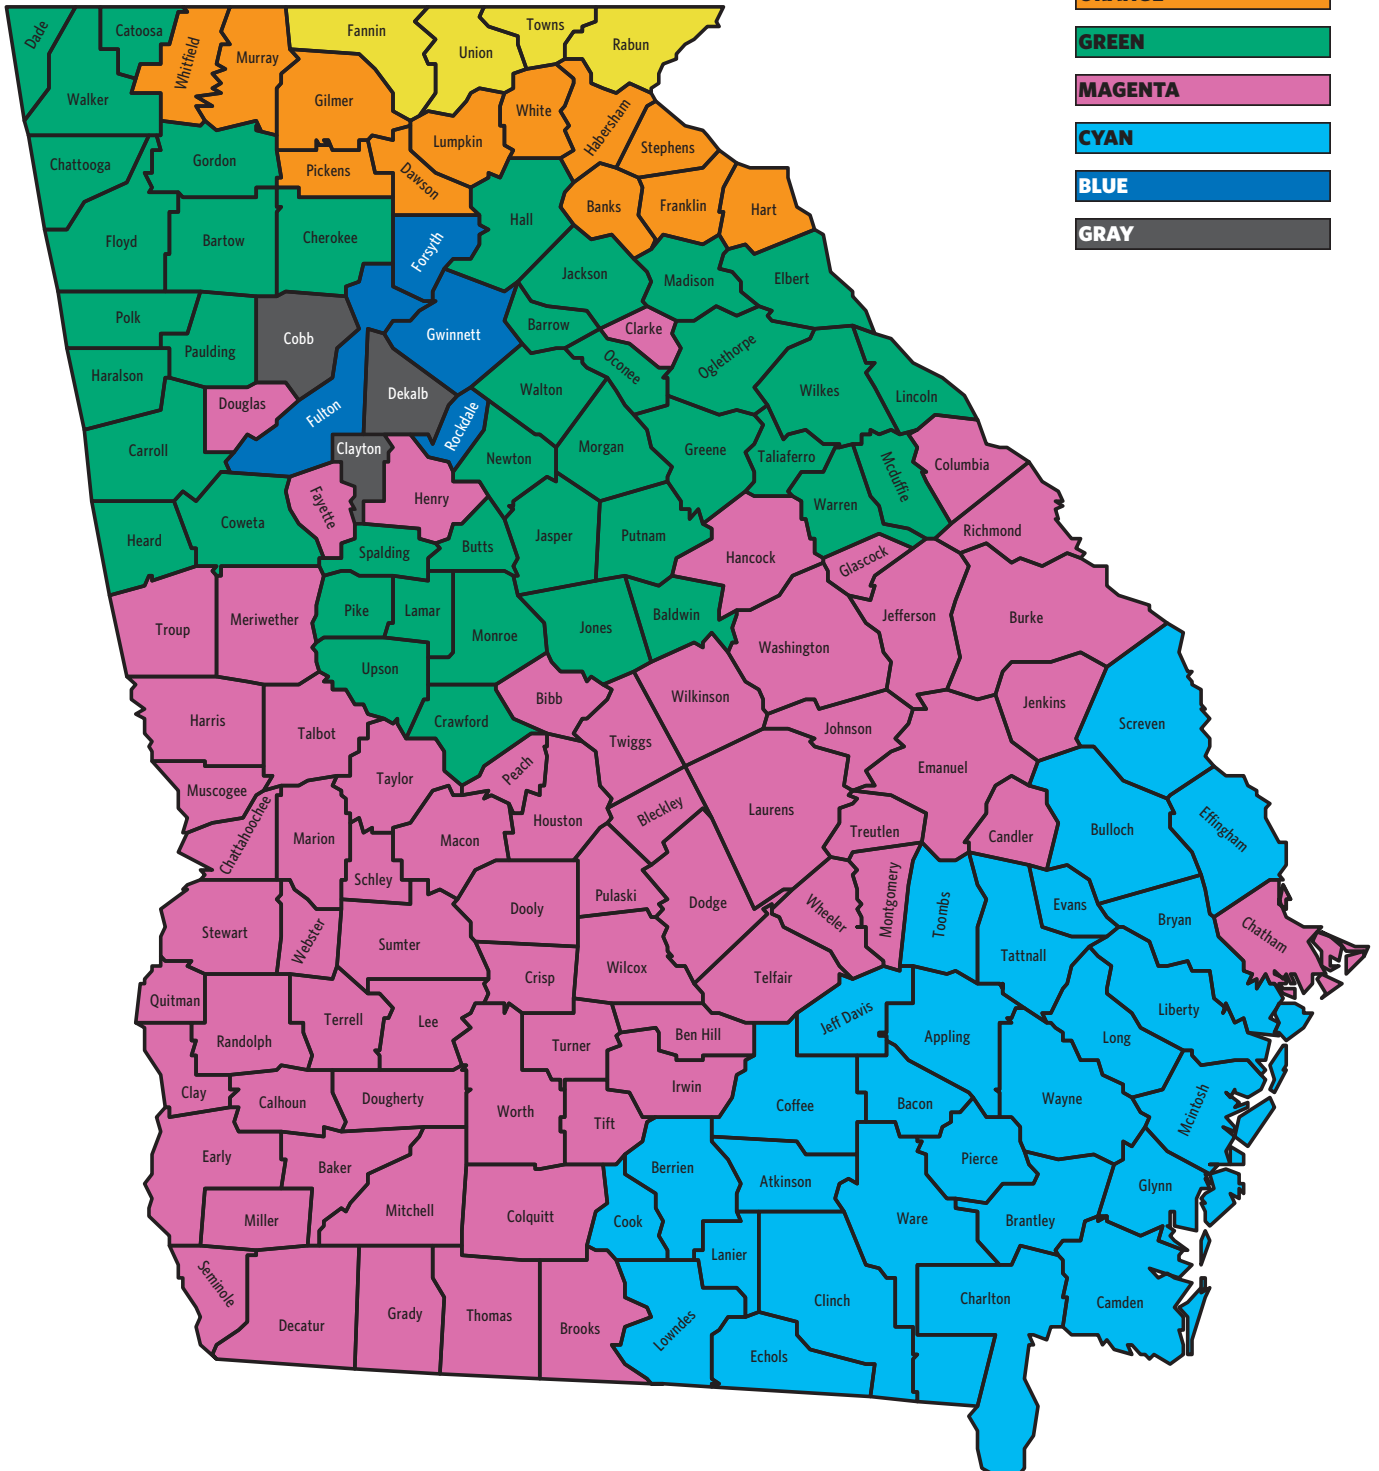 ORANGE
GREEN
MAGENTA
CYAN
BLUE
GRAY
Dade
Catoosa
Whitfield
Murray
Fannin
Union
Towns
Rabun
Walker
Gilmer
White
Habersham
Lumpkin
Stephens
Chattooga
Gordon
Pickens
Dawson
Hall
Banks
Franklin
Hart
Floyd
Bartow
Cherokee
Forsyth
Jackson
Madison
Elbert
Polk
Paulding
Cobb
Gwinnett
Barrow
Clarke
Oconee
Oglethorpe
Haralson
Douglas
Fulton
Dekalb
Rockdale
Walton
Wilkes
Lincoln
Carroll
Clayton
Newton
Morgan
Greene
Taliaferro
Mcduffie
Columbia
Coweta
Fayette
Henry
Warren
Richmond
Heard
Spalding
Butts
Jasper
Putnam
Hancock
Glascock
Troup
Meriwether
Pike
Lamar
Monroe
Jones
Baldwin
Washington
Jefferson
Burke
Upson
Harris
Talbot
Crawford
Bibb
Wilkinson
Twiggs
Johnson
Jenkins
Screven
Muscogee
Chattahoochee
Taylor
Peach
Houston
Bleckley
Laurens
Emanuel
Marion
Macon
Treutlen
Candler
Bulloch
Effingham
Schley
Pulaski
Dodge
Wheeler
Montgomery
Toombs
Evans
Bryan
Chatham
Stewart
Webster
Sumter
Dooly
Crisp
Wilcox
Telfair
Tattnall
Quitman
Randolph
Terrell
Lee
Turner
Ben Hill
Jeff Davis
Appling
Long
Liberty
Clay
Calhoun
Dougherty
Worth
Tift
Irwin
Coffee
Bacon
Wayne
Mcintosh
Early
Baker
Berrien
Atkinson
Pierce
Glynn
Miller
Mitchell
Colquitt
Cook
Lanier
Ware
Brantley
Seminole
Decatur
Grady
Thomas
Brooks
Lowndes
Clinch
Echols
Charlton
Camden